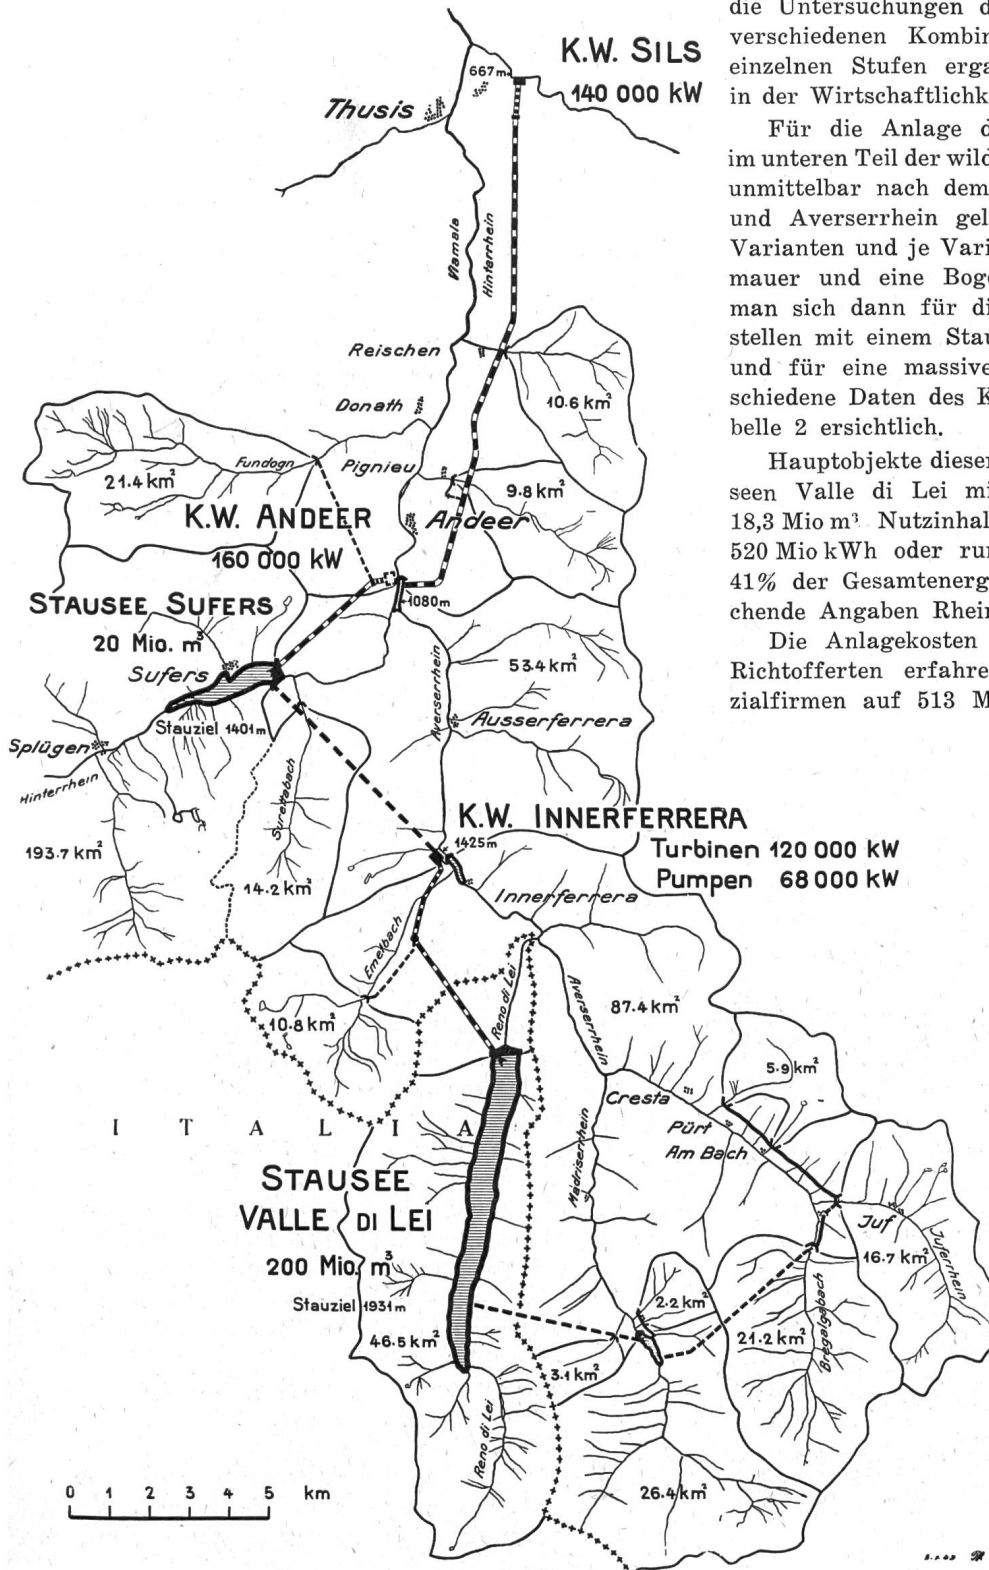 die Untersuchungen d
verschiedenen Kombin
einzelnen Stufen erga
in der Wirtschaftlichk
Für die Anlage d
im unteren Teil der wild
unmittelbar nach dem
und Averserrhein gel
Varianten und je Vari
mauer und eine Boge
man sich dann für di
stellen mit einem Stau
und für eine massive
schiedene Daten des K
belle 2 ersichtlich.
Hauptobjekte dieser
seen Valle di Lei mi
18,3 Mio m³ Nutzinhal
520 Mio kWh oder run
41% der Gesamtenerg
chende Angaben Rhein
Die Anlagekosten
Richtofferten erfahre
zialfirmen auf 513 M
K.W. SILS
667 m.
140 000 kW
Thusis
Viamala
Hinterrhein
Reischen
10.6 km²
Donath
Fundogn
Pignieu
21.4 km²
9.8 km²
K.W. ANDEER
Andeer
160 000 kW
1080 m
STAUSEE SUFERS
20 Mio. m³
Sufers
53.4 km²
Averserrhein
Ausserferrera
Stauziel 1401 m
Splügen
Hinterrhein
Surettabach
K.W. INNERFERRERA
1425 m
Turbinen 120 000 kW
Pumpen 68 000 kW
193.7 km²
14.2 km²
Innerferrera
Emetbach
Reno di Lei
Averserrhein
87.4 km²
10.8 km²
5.9 km²
Cresta
Pürt
Am Bach
Madriserrhein
ITALIA
STAUSEE
VALLE DI LEI
200 Mio. m³
Juf
Juferrhein
16.7 km²
Stauziel 1931 m
2.2 km²
46.5 km²
21.2 km²
Bregalgabach
3.1 km²
Reno di Lei
26.4 km²
0 1 2 3 4 5 km